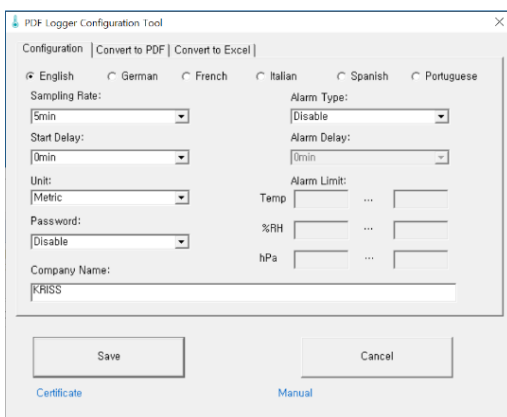 PDF Logger Configuration Tool
Configuration Convert to PDF Convert to Excel
English German French Italian Spanish Portuguese
Sampling Rate: Alarm Type:
5min Disable
Start Delay: Alarm Delay:
0min 0min
Unit: Alarm Limit:
Metric Temp ...
Password: %RH ...
Disable
hPa ...
Company Name:
KRISS
Save Cancel
Certificate Manual